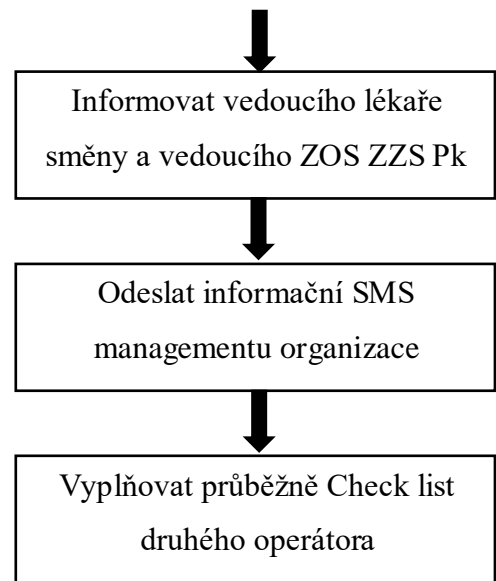 Informovat vedoucího lékaře
směny a vedoucího ZOS ZZS Pk
Odeslat informační SMS
managementu organizace
Vyplňovat průběžně Check list
druhého operátora